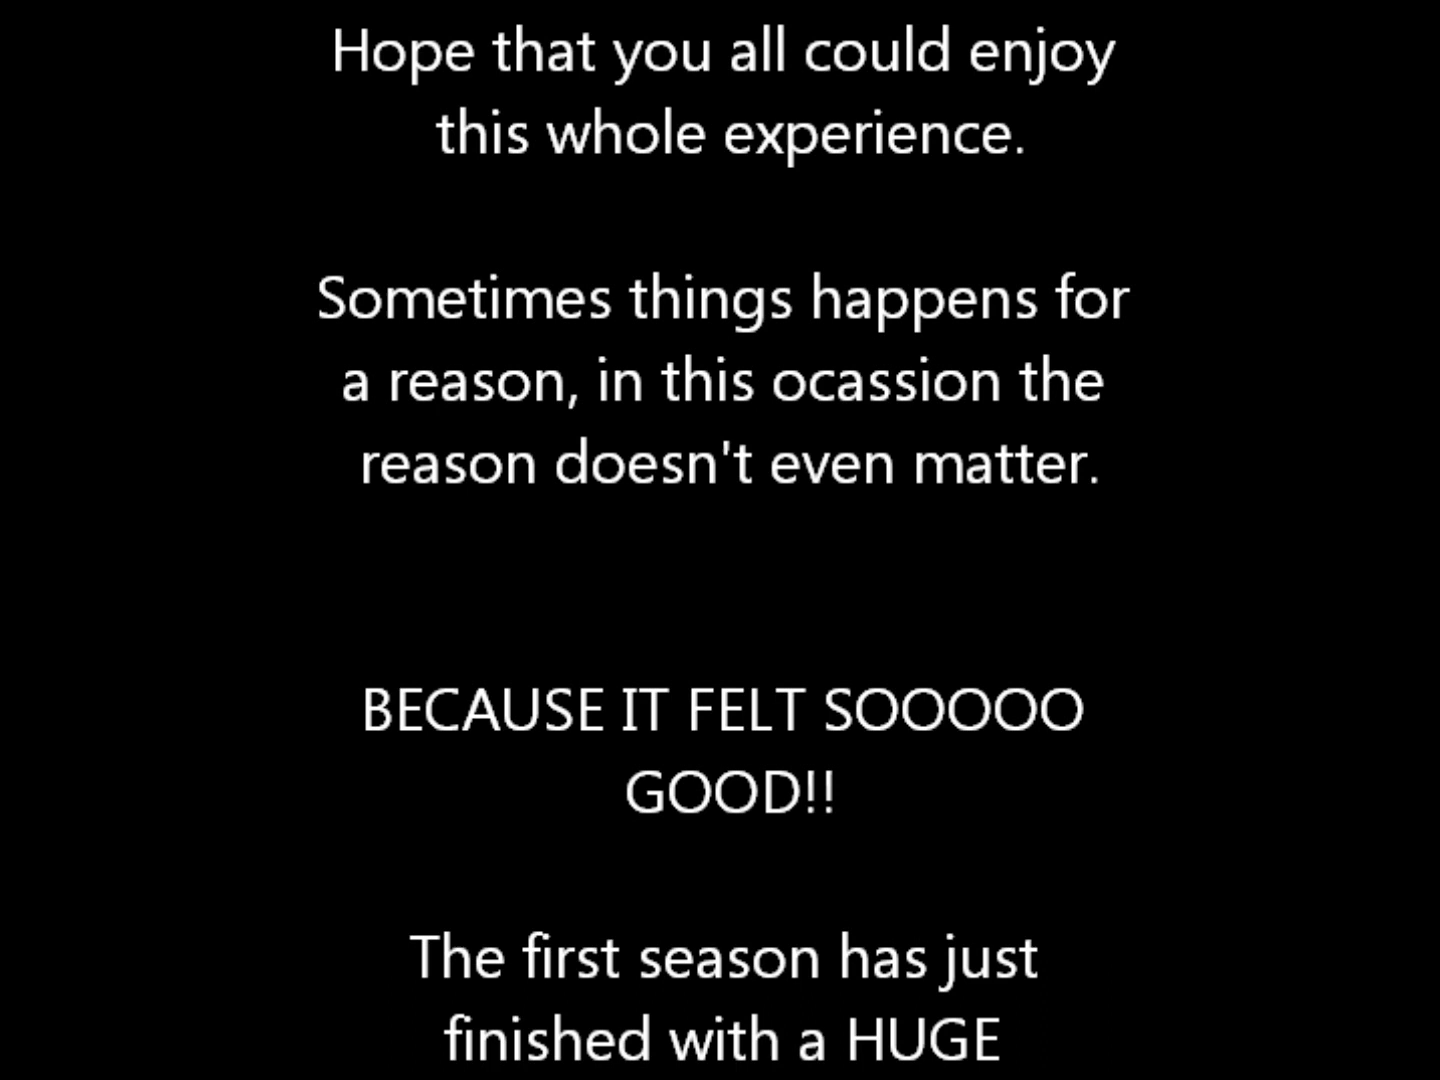 Hope that you all could enjoy
this whole experience.
Sometimes things happens for
a reason, in this ocassion the
reason doesn't even matter.
BECAUSE IT FELT SOOOOO
GOOD!!
The first season has just
finished with a HUGE